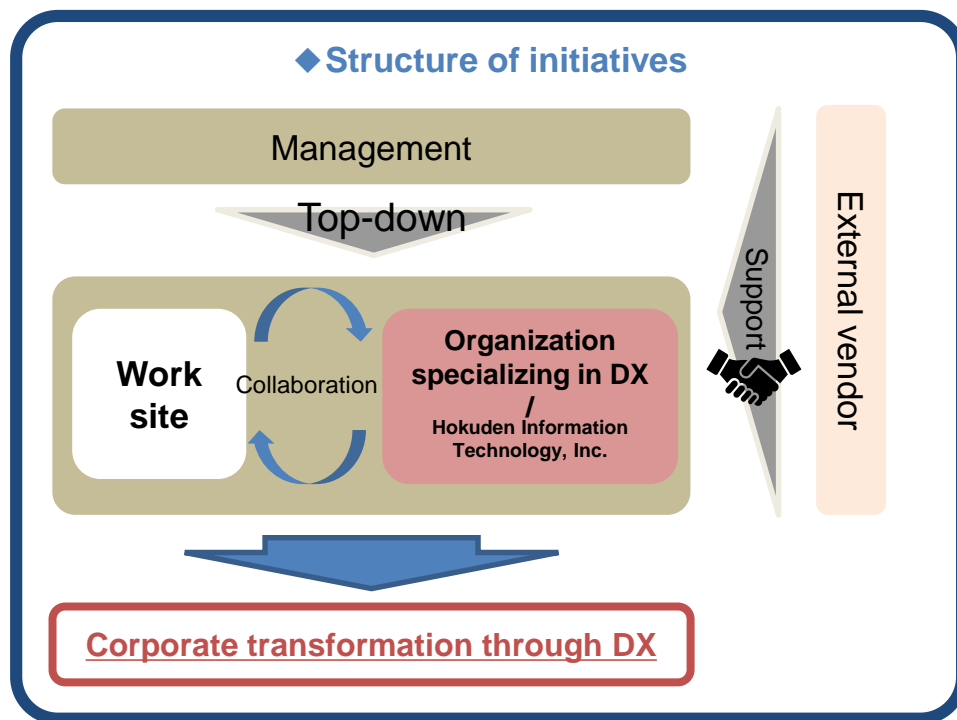 ◆Structure of initiatives
Management
Top-down
Work
site
Collaboration
Organization
specializing in DX
/
Hokuden Information
Technology, Inc.
Support
External vendor
Corporate transformation through DX